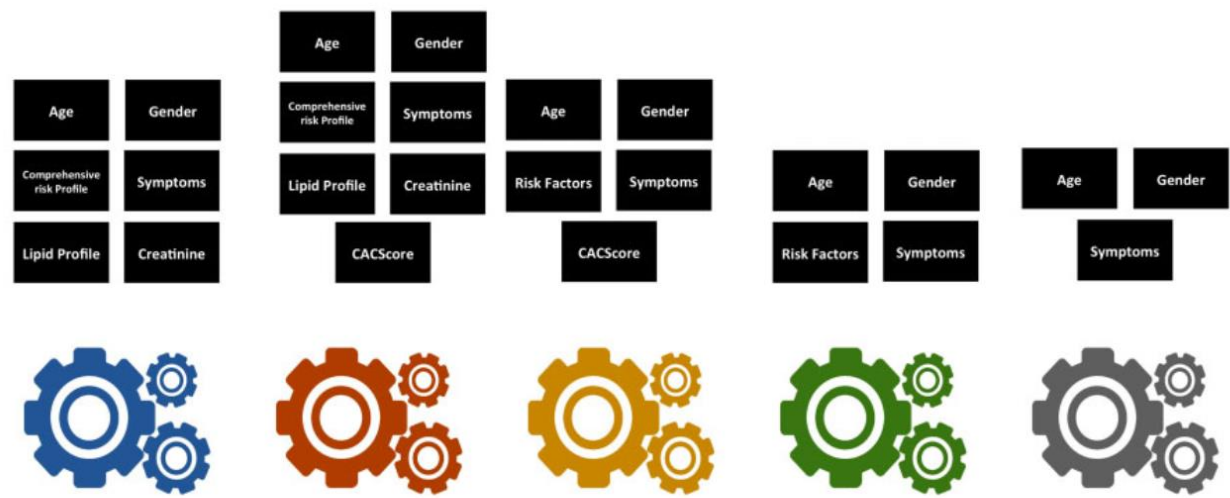 Age
Gender
Comprehensive
risk Profile
Symptoms
Lipid Profile
Creatinine
Age
Gender
Comprehensive
risk Profile
Symptoms
Lipid Profile
Creatinine
CACScore
Age
Gender
Risk Factors
Symptoms
CACScore
Age
Gender
Risk Factors
Symptoms
Age
Gender
Symptoms